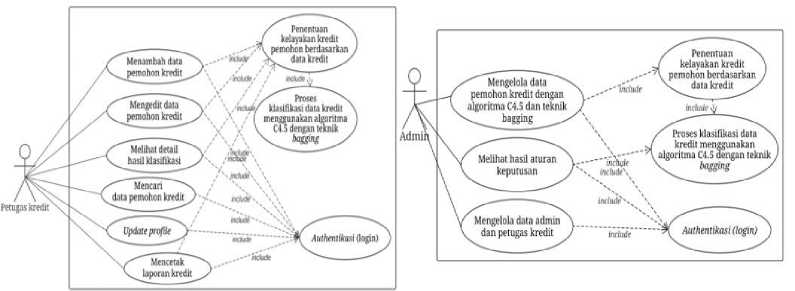 Penentuan
kelayakan kredit
pemohon berdasarkan
data kredit
include
Menambah data
pemohon kredit
include
include
Proses
klasifikasi data kredit
menggunakan algoritma
C4.5 dengan teknik
bagging
Mengedit data
pemohon kredit
include
Melihat detail
hasil klasifikasi
include
include
include
Petugas kredit
Mencari
data pemohon kredit
include
include
Update profile
include
Authentikasi (login)
Mencetak
laporan kredit
include
Penentuan
kelayakan kredit
pemohon berdasarkan
data kredit
Mengelola data
pemohon kredit dengan
algoritma C4.5 dan teknik
bagging
include
include
Admin
Proses klasifikasi data
kredit menggunakan
algoritma C4.5 dengan teknik
bagging
Melihat hasil aturan
keputusan
include
include
include
Mengelola data admin
dan petugas kredit
include
Authentikasi (login)